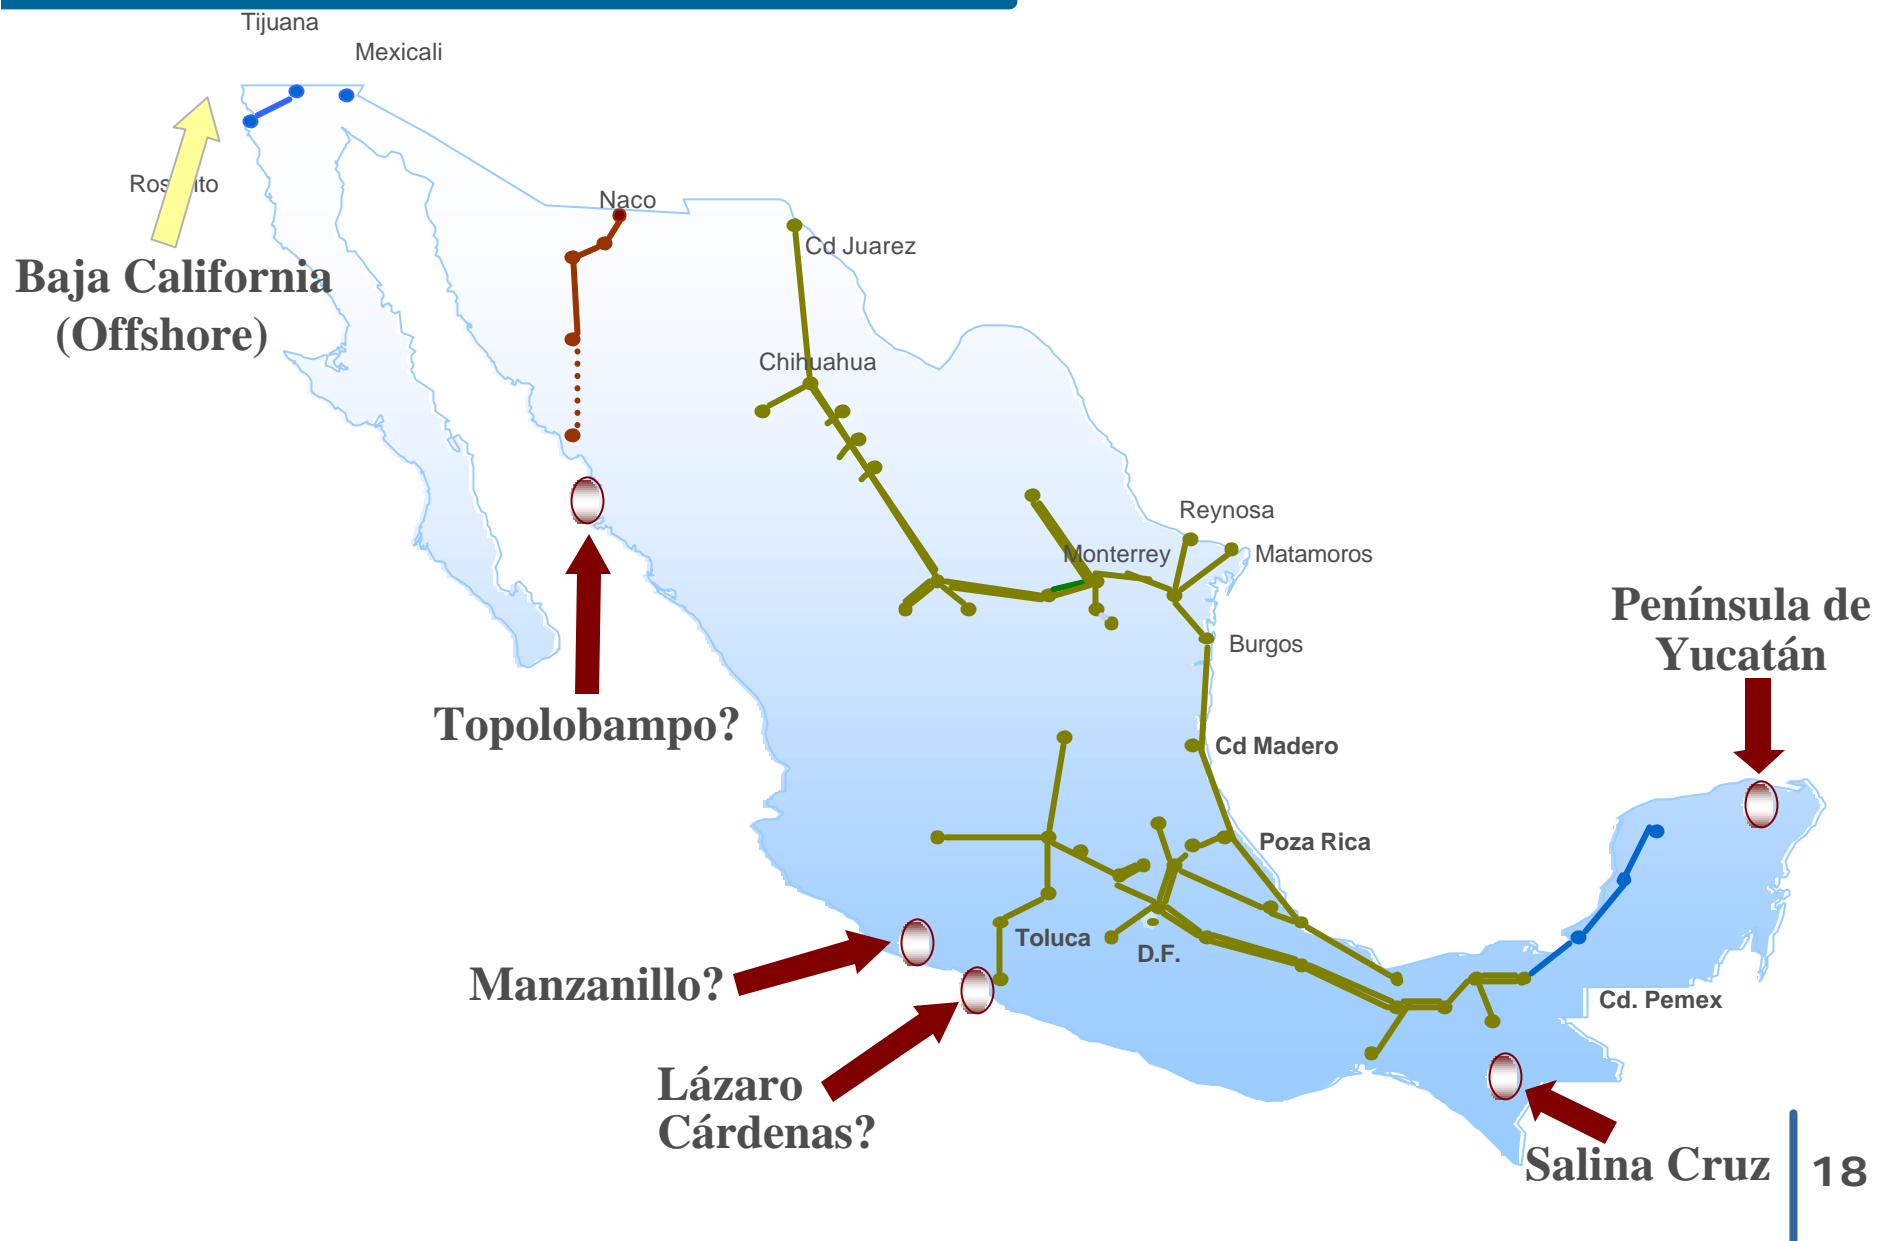 Tijuana
Mexicali
Naco
Cd Juarez
Baja California
(Offshore)
Chihuahua
Reynosa
Monterrey
Matamoros
Península de
Yucatán
Burgos
Topolobampo?
Cd Madero
Poza Rica
Toluca
D.F.
Manzanillo?
Cd. Pemex
Lázaro
Cárdenas?
Salina Cruz
18